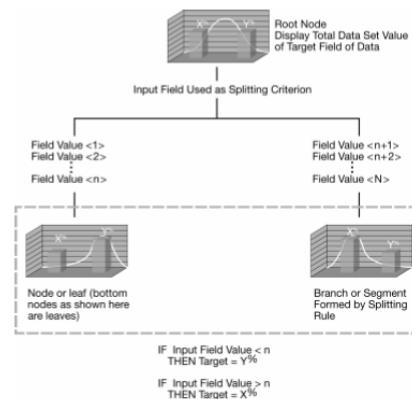 X%
Y%
Root Node
Display Total Data Set Value
of Target Field of Data
Input Field Used as Splitting Criterion
Field Value <1>
Field Value <2>
Field Value <n>
Field Value <n+1>
Field Value <n+2>
Field Value <N>
X%
Y%
X%
Y%
Node or leaf (bottom
nodes as shown here
are leaves)
Branch or Segment
Formed by Splitting
Rule
IF Input Field Value < n
THEN Target = Y%
IF Input Field Value > n
THEN Target = X%